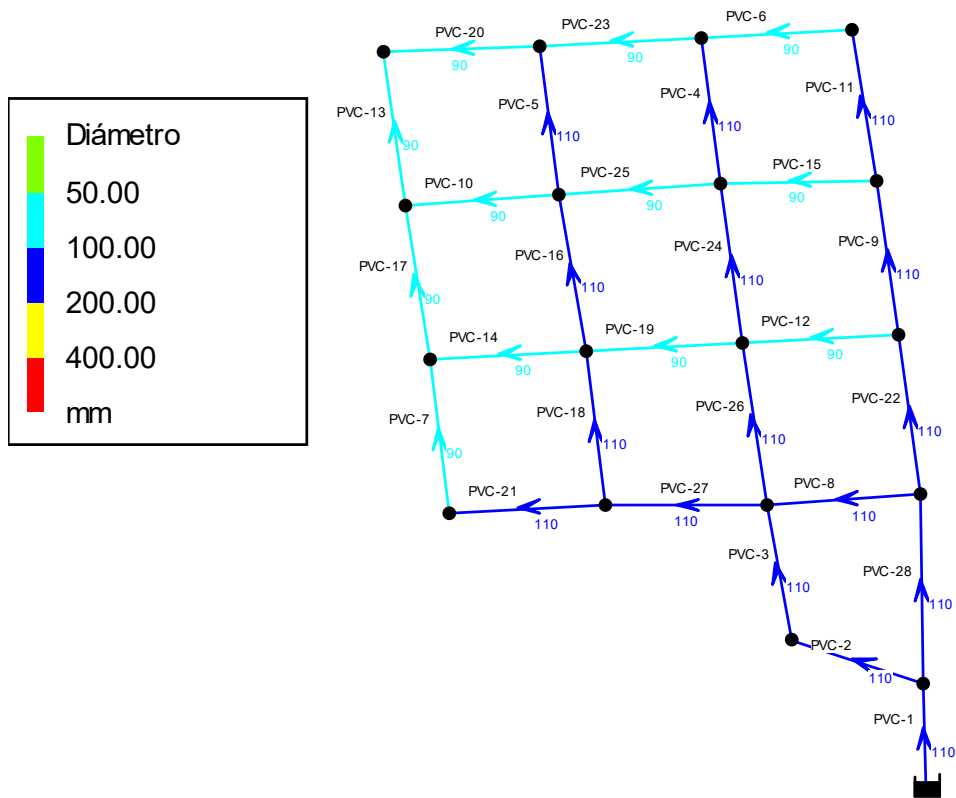 PVC-20
PVC-23
PVC-6
90
90
90
Diámetro
50.00
100.00
200.00
400.00
mm
PVC-13
PVC-5
PVC-4
PVC-11
90
110
110
110
PVC-10
PVC-25
PVC-15
90
90
90
PVC-17
PVC-16
PVC-24
PVC-9
90
110
110
110
PVC-14
PVC-19
PVC-12
90
90
90
PVC-7
PVC-18
PVC-26
PVC-22
90
110
110
110
PVC-21
PVC-27
PVC-8
110
110
110
PVC-3
PVC-28
110
110
PVC-2
110
PVC-1
110